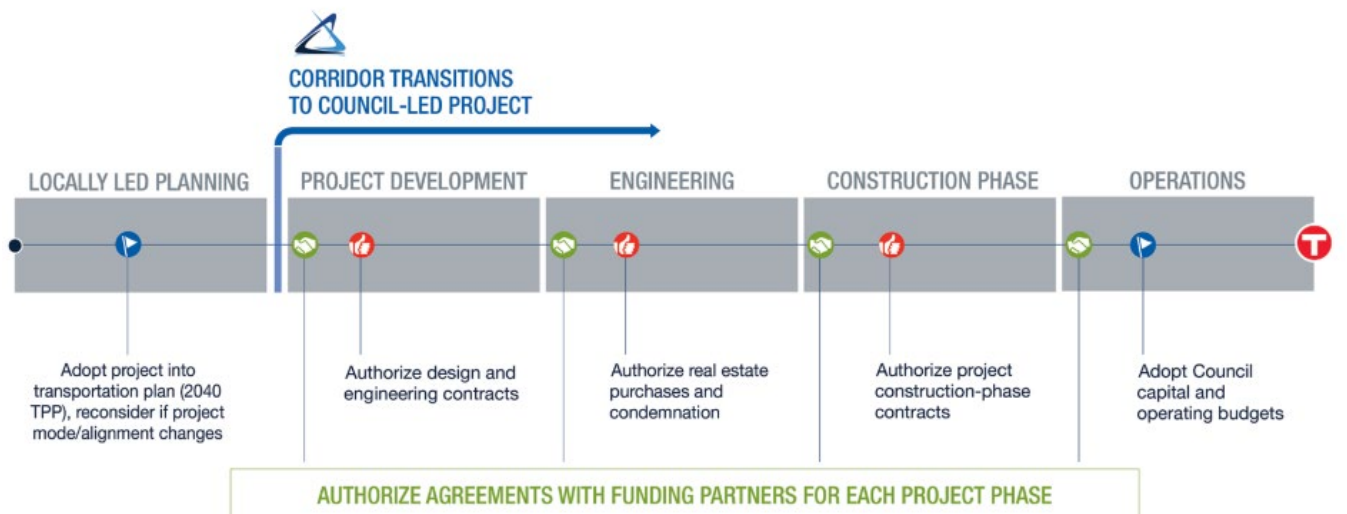 CORRIDOR TRANSITIONS
TO COUNCIL-LED PROJECT
LOCALLY LED PLANNING
PROJECT DEVELOPMENT
ENGINEERING
CONSTRUCTION PHASE
OPERATIONS
T
Adopt project into
transportation plan (2040
TPP), reconsider if project
mode/alignment changes
Authorize design and
engineering contracts
Authorize real estate
purchases and
condemnation
Authorize project
construction-phase
contracts
Adopt Council
capital and
operating budgets
AUTHORIZE AGREEMENTS WITH FUNDING PARTNERS FOR EACH PROJECT PHASE